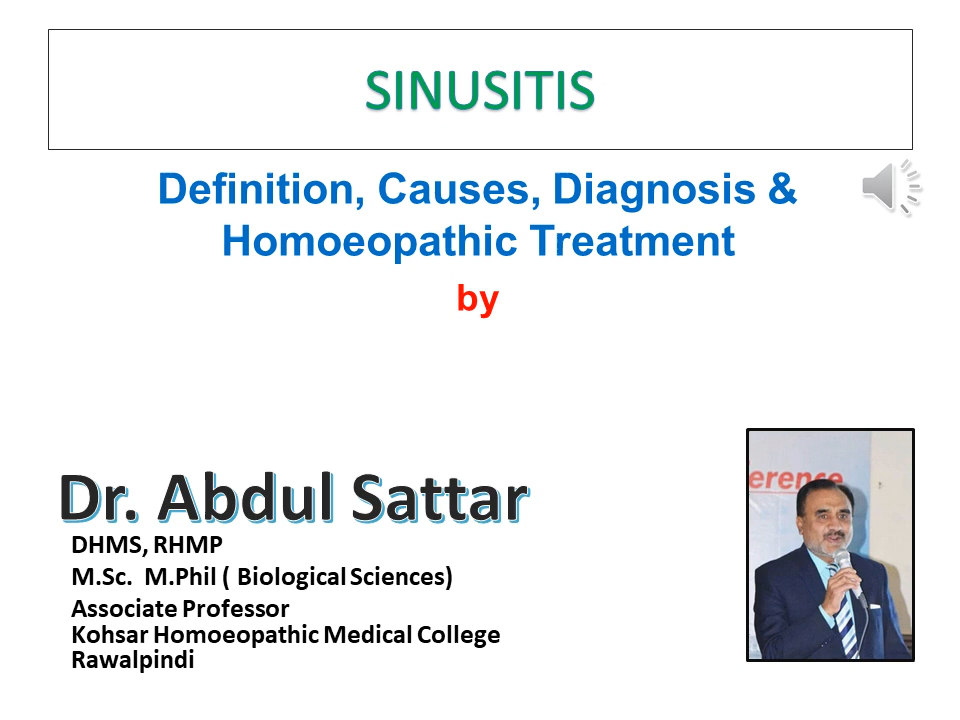 SINUSITIS
Definition, Causes, Diagnosis &
Homoeopathic Treatment
by
Dr. Abdul Sattar
DHMS, RHMP
M.Sc. M.Phil ( Biological Sciences)
Associate Professor
Kohsar Homoeopathic Medical College
Rawalpindi
erence